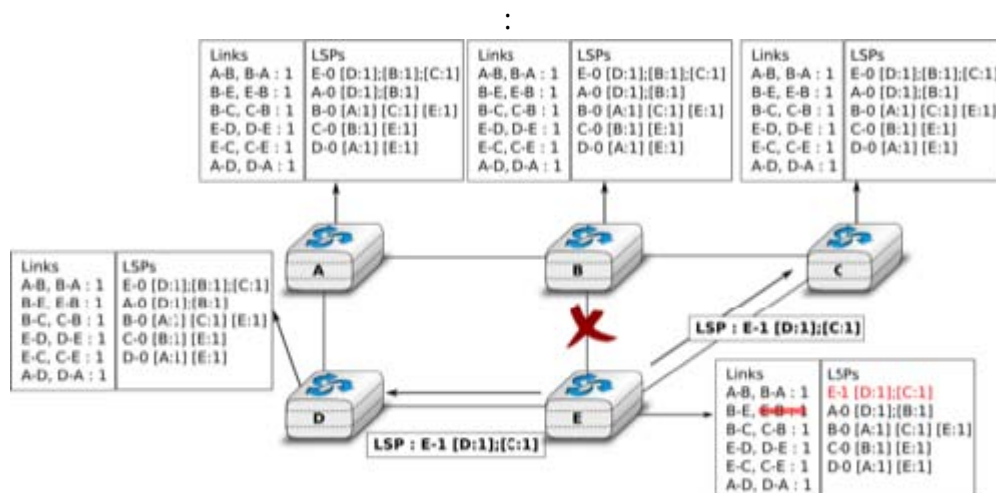 :
Links
A-B, B-A : 1
B-E, E-B : 1
B-C, C-B : 1
E-D, D-E : 1
E-C, C-E : 1
A-D, D-A : 1
LSPs
E-0 [D:1];[B:1];[C:1]
A-0 [D:1];[B:1]
B-0 [A:1] [C:1] [E:1]
C-0 [B:1] [E:1]
D-0 [A:1] [E:1]
Links
A-B, B-A : 1
B-E, E-B : 1
B-C, C-B : 1
E-D, D-E : 1
E-C, C-E : 1
A-D, D-A : 1
LSPs
E-0 [D:1];[B:1];[C:1]
A-0 [D:1];[B:1]
B-0 [A:1] [C:1] [E:1]
C-0 [B:1] [E:1]
D-0 [A:1] [E:1]
Links
A-B, B-A : 1
B-E, E-B : 1
B-C, C-B : 1
E-D, D-E : 1
E-C, C-E : 1
A-D, D-A : 1
LSPs
E-0 [D:1];[B:1];[C:1]
A-0 [D:1];[B:1]
B-0 [A:1] [C:1] [E:1]
C-0 [B:1] [E:1]
D-0 [A:1] [E:1]
A
B
C
Links
A-B, B-A : 1
B-E, E-B : 1
B-C, C-B : 1
E-D, D-E : 1
E-C, C-E : 1
A-D, D-A : 1
LSPs
E-0 [D:1];[B:1];[C:1]
A-0 [D:1];[B:1]
B-0 [A:1] [C:1] [E:1]
C-0 [B:1] [E:1]
D-0 [A:1] [E:1]
LSP : E-1 [D:1];[C:1]
D
E
LSP : E-1 [D:1];[C:1]
Links
A-B, B-A : 1
B-E, E-B : 1
B-C, C-B : 1
E-D, D-E : 1
E-C, C-E : 1
A-D, D-A : 1
LSPs
E-1 [D:1];[C:1]
A-0 [D:1];[B:1]
B-0 [A:1] [C:1] [E:1]
C-0 [B:1] [E:1]
D-0 [A:1] [E:1]